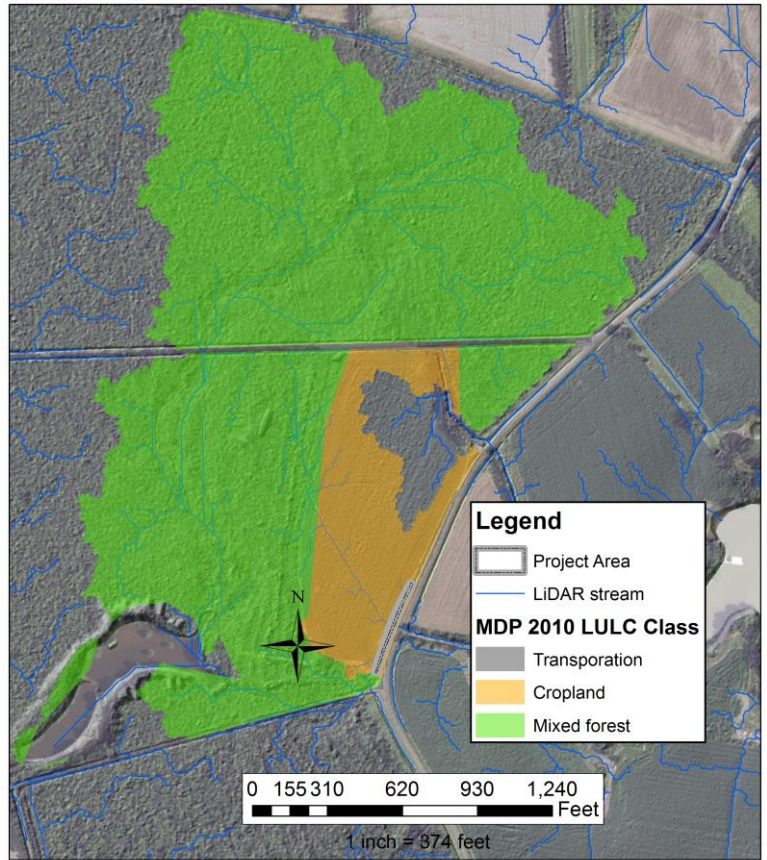 N
Legend
Project Area
LiDAR stream
MDP 2010 LULC Class
Transporation
Cropland
Mixed forest
0 155 310 620 930 1,240
Feet
1 inch = 374 feet